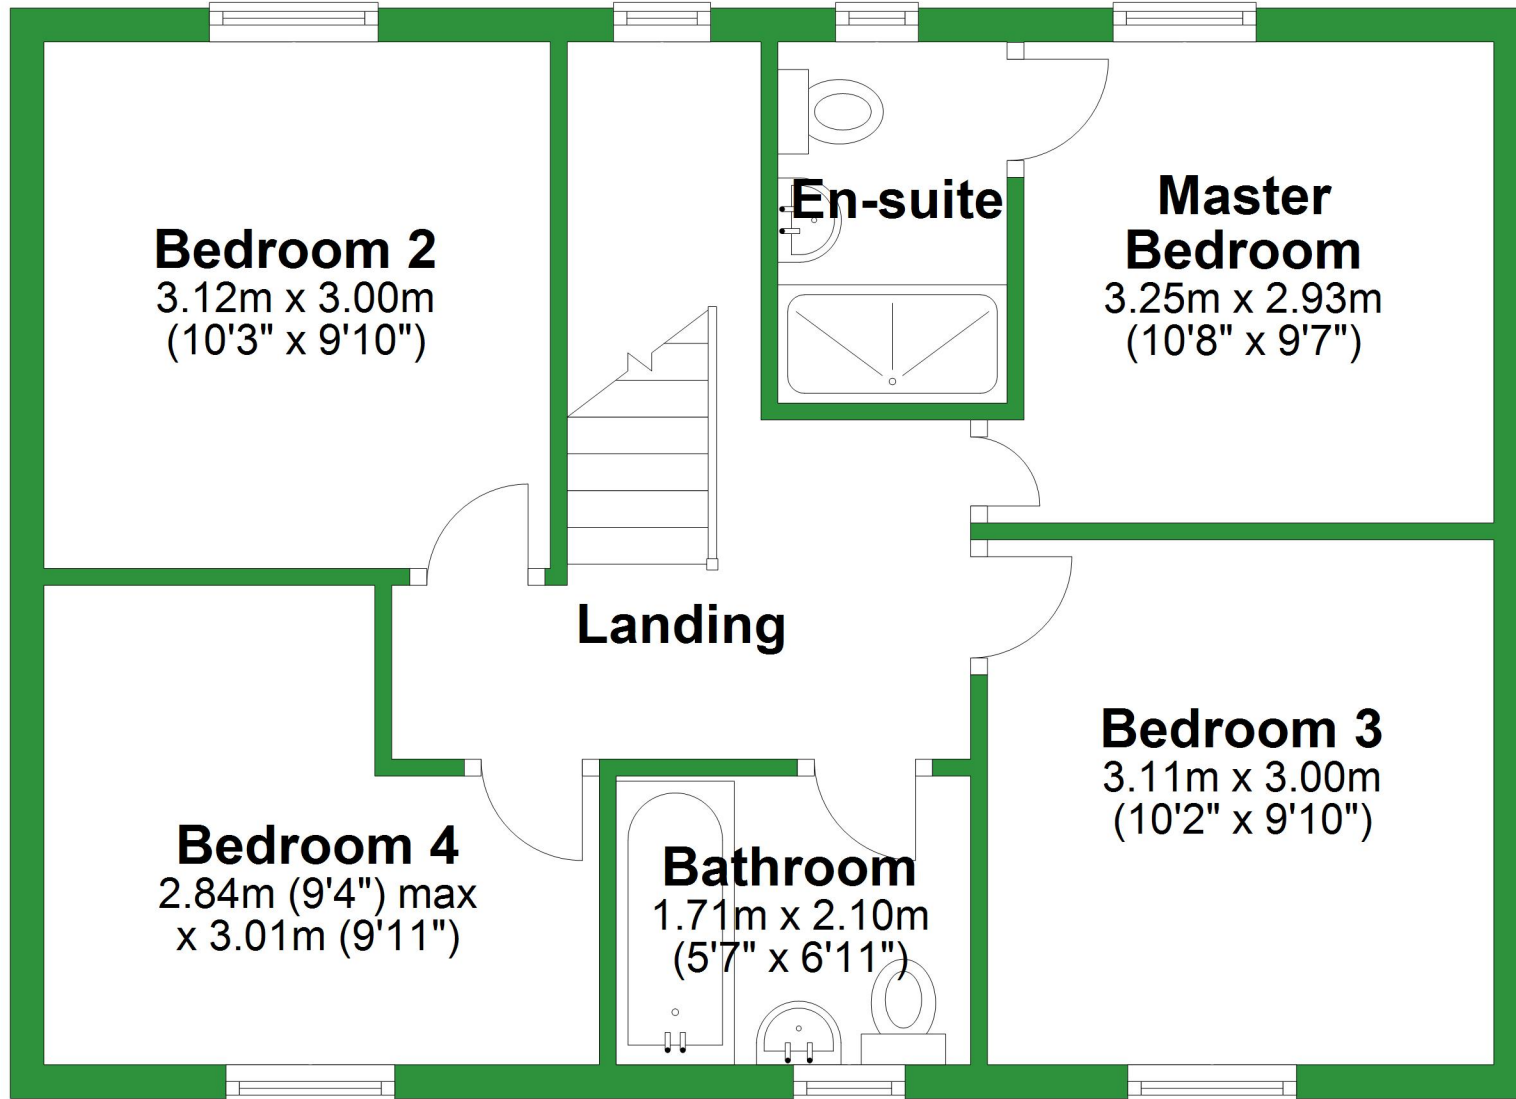 Bedroom 2
3.12m x 3.00m
(10'3" x 9'10")
En-suite
Master
Bedroom
3.25m x 2.93m
(10'8" x 9'7")
Landing
Bedroom 3
3.11m x 3.00m
(10'2" x 9'10")
Bedroom 4
2.84m (9'4") max
x 3.01m (9'11")
Bathroom
1.71m x 2.10m
(5'7" x 6'11")